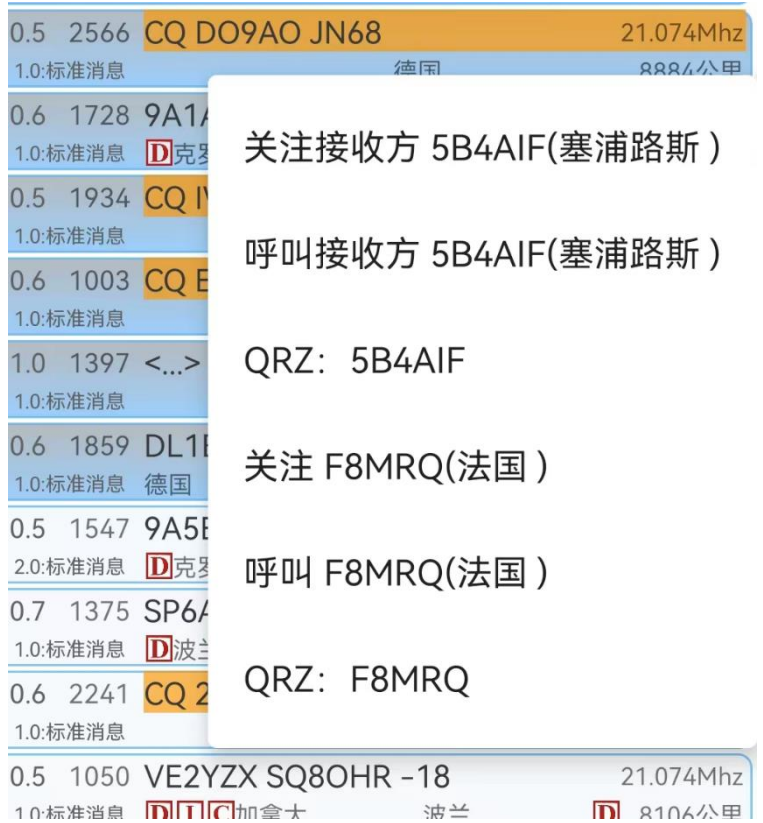 0.5 2566 CQ DO9AO JN68 21.074Mhz
1.0:标准消息 德国 8884公里
0.6 1728 9A1
1.0:标准消息 D克罗
关注接收方 5B4AIF(塞浦路斯 )
0.5 1934 CQ
1.0:标准消息
呼叫接收方 5B4AIF(塞浦路斯 )
0.6 1003 CQ E
1.0:标准消息
1.0 1397 <...>
1.0:标准消息
QRZ: 5B4AIF
0.6 1859 DL1
1.0:标准消息 德国
关注 F8MRQ(法国 )
0.5 1547 9A5
2.0:标准消息 D克罗
呼叫 F8MRQ(法国 )
0.7 1375 SP6
1.0:标准消息 D波兰
0.6 2241 CQ 2
1.0:标准消息
QRZ: F8MRQ
0.5 1050 VE2YZX SQ8OHR -18 21.074Mhz
1.0:标准消息 DIC加拿大 波兰 D 8106公里